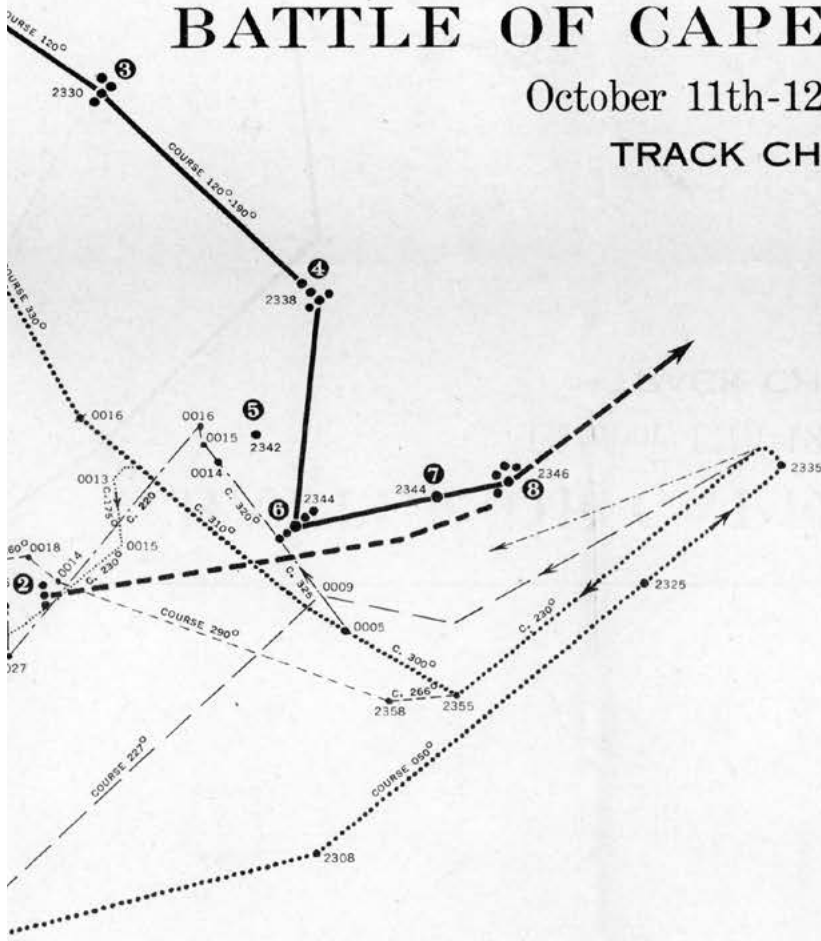 BATTLE OF CAPE
October 11th-12
TRACK CH
COURSE 120°
3
2330
COURSE 120°-190°
4
2338
COURSE 330°
0016
0016
5
2342
0015
0014
2335
0013
C.175°
C. 220
C. 320°
C. 310°
6
2344
7
2344
2346
8
60°
0018
0015
0014
C. 230°
2
C. 325
0009
2325
COURSE 290°
0005
C. 230°
C. 300°
027
C. 266°
2358
2355
COURSE 227°
COURSE 050°
2308